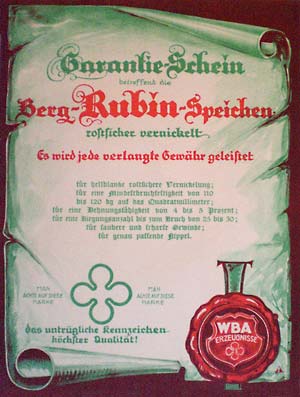 Garantie-Schein
betreffend die
Berg-Rubin-Speichen
rostsicher vernickelt
Es wird jede verlangte Gewähr geleistet
für hellblanke rostsichere Vernickelung;
für eine Mindestbruchfestigkeit von 110
bis 120 kg auf das Quadratmillimeter;
für eine Dehnungsfähigkeit von 4 bis 5 Prozent;
für eine Biegungsanzahl bis zum Bruch von 25 bis 30;
für saubere und scharfe Gewinde;
für genau passende Nippel.
MAN
ACHTE AUF DIESE
MARKE
MAN
ACHTE AUF DIESE
MARKE
das untrügliche Kennzeichen
höchster Qualität!
WBA
ERZEUGNISSE